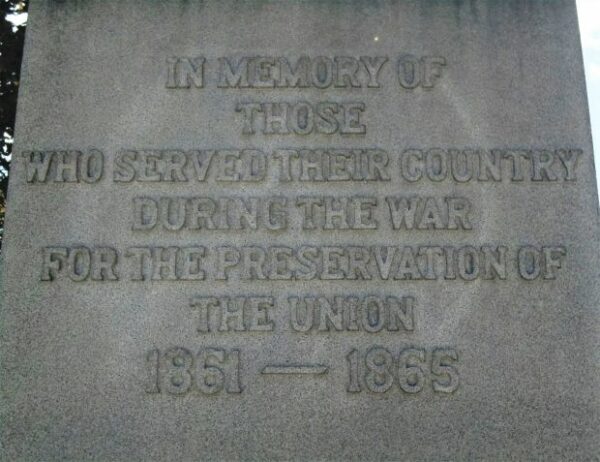 IN MEMORY OF
THOSE
WHO SERVED THEIR COUNTRY
DURING THE WAR
FOR THE PRESERVATION OF
THE UNION
1861 — 1865